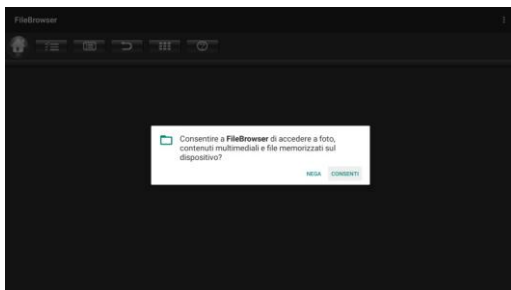 FileBrowser
Consentire a FileBrowser di accedere a foto,
contenuti multimediali e file memorizzati sul
dispositivo?
NEGA CONSENTI